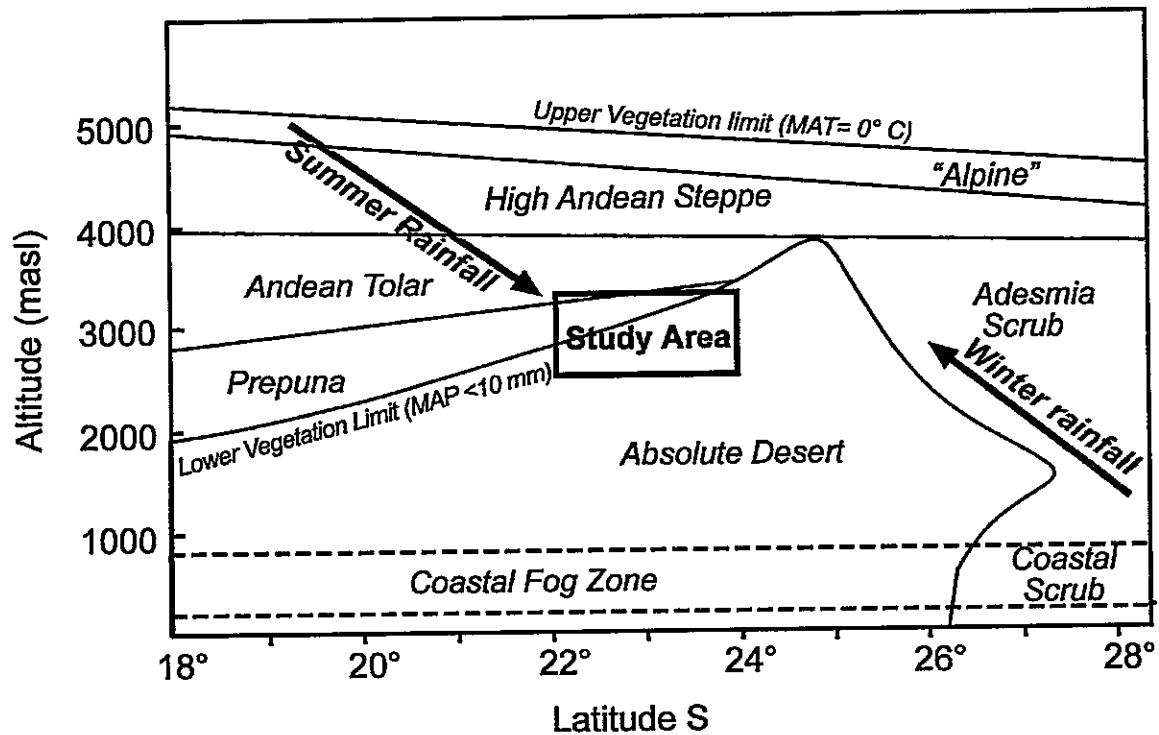 5000
4000
3000
2000
1000
Altitude (masl)
Upper Vegetation limit (MAT= 0° C)
"Alpine"
High Andean Steppe
Summer Rainfall
Andean Tolar
Adesmia
Scrub
Study Area
Prepuna
Lower Vegetation Limit (MAP <10 mm)
Winter rainfall
Absolute Desert
Coastal Fog Zone
Coastal
Scrub
18° 20° 22° 24° 26° 28°
Latitude S